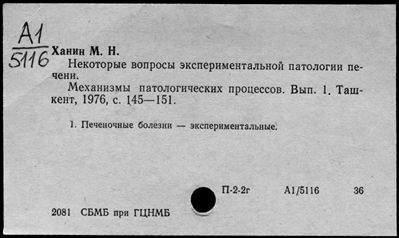 А1
5116
Ханин М. Н.
Некоторые вопросы экспериментальной патологии пе-
чени.
Механизмы патологических процессов. Вып. 1. Таш-
кент, 1976, с. 145—151.
1. Печеночные болезни — экспериментальные.
П-2-2г А1/5116 36
2081 СБМБ при ГЦНМБ